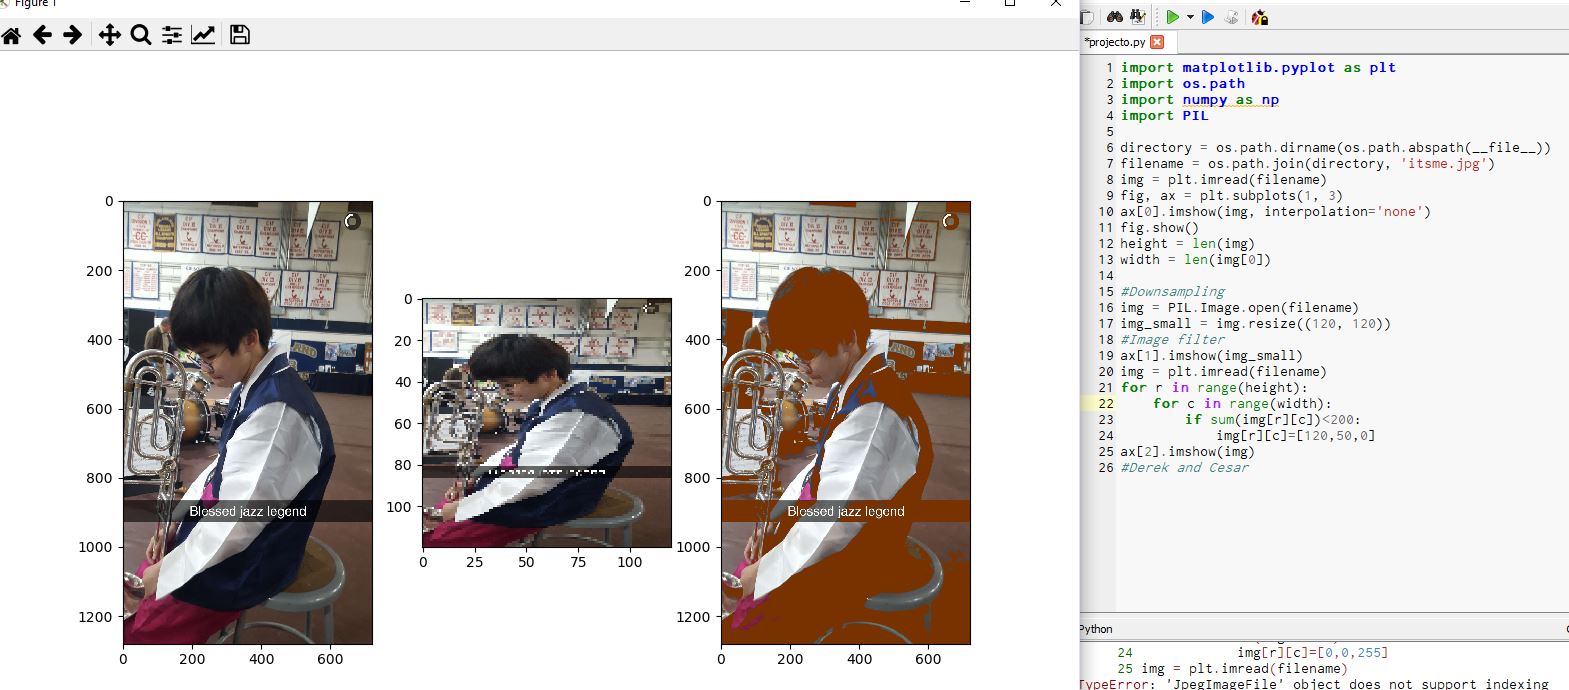 Figure 1
0
200
400
600
800
1000
1200
0
200
400
600
Blessed jazz legend
0
20
40
60
80
100
0
25
50
75
100
0
200
400
600
800
1000
1200
0
200
400
600
Blessed jazz legend
*projecto.py
1 import matplotlib.pyplot as plt
2 import os.path
3 import numpy as np
4 import PIL
5
6 directory = os.path.dirname(os.path.abspath(__file__))
7 filename = os.path.join(directory, 'itsme.jpg')
8 img = plt.imread(filename)
9 fig, ax = plt.subplots(1, 3)
10 ax[0].imshow(img, interpolation='none')
11 fig.show()
12 height = len(img)
13 width = len(img[0])
14
15 #Downsampling
16 img = PIL.Image.open(filename)
17 img_small = img.resize((120, 120))
18 #Image filter
19 ax[1].imshow(img_small)
20 img = plt.imread(filename)
21 for r in range(height):
22     for c in range(width):
23         if sum(img[r][c])<200:
24             img[r][c]=[120,50,0]
25 ax[2].imshow(img)
26 #Derek and Cesar
Python
24             img[r][c]=[0,0,255]
25 img = plt.imread(filename)
TypeError: 'JpegImageFile' object does not support indexing